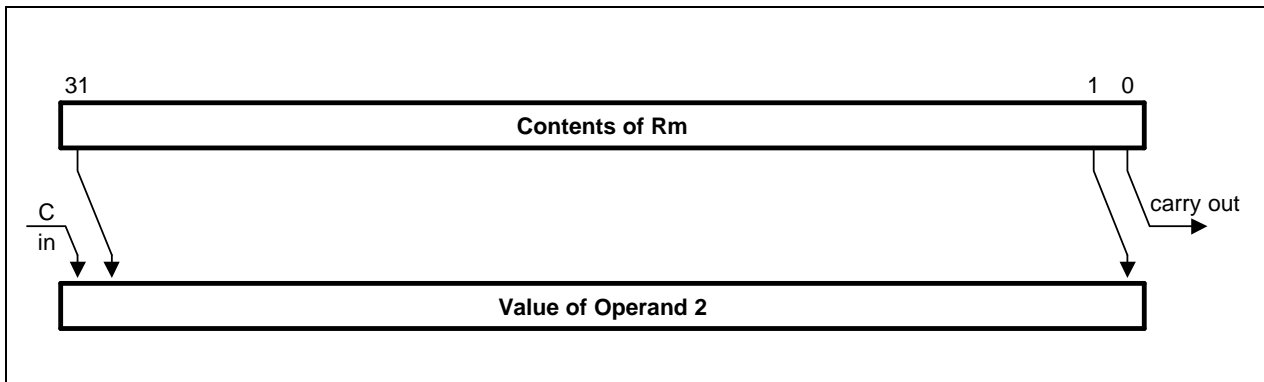 31
1 0
Contents of Rm
C
in
carry out
Value of Operand 2